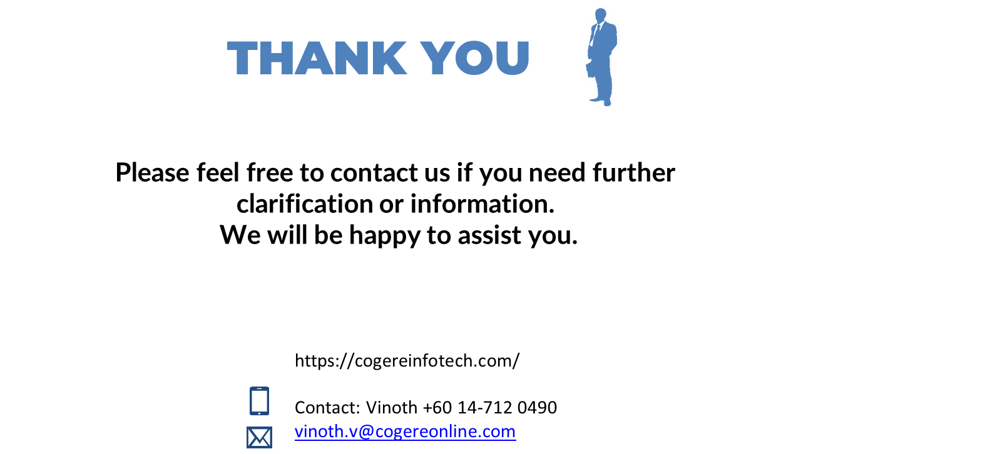 THANK YOU
Please feel free to contact us if you need further
clarification or information.
We will be happy to assist you.
https://cogereinfotech.com/
Contact: Vinoth +60 14-712 0490
vinoth.v@cogereonline.com